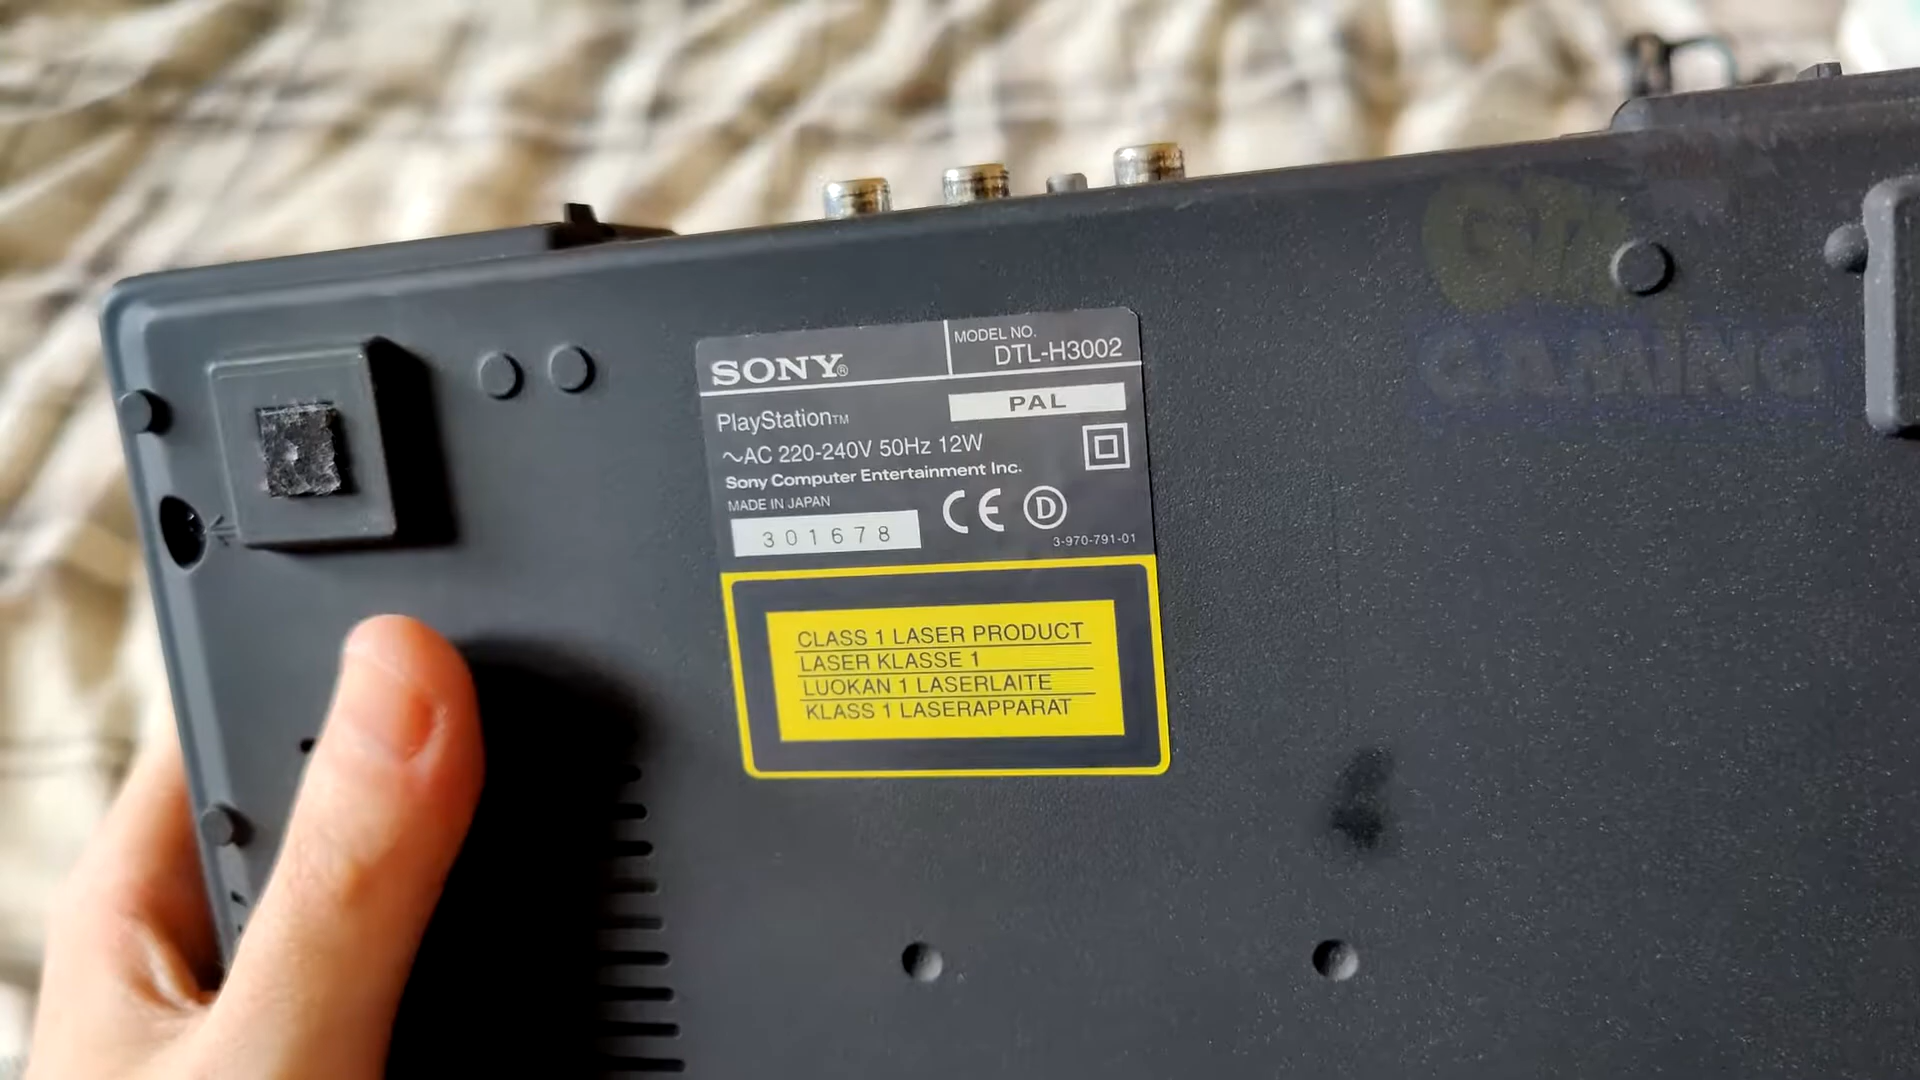 SONY®
MODEL NO.
DTL-H3002
PlayStation™
PAL
~AC 220-240V 50Hz 12W
Sony Computer Entertainment Inc.
MADE IN JAPAN
301678
CE D
3-970-791-01
CLASS 1 LASER PRODUCT
LASER KLASSE 1
LUOKAN 1 LASERLAITE
KLASS 1 LASERAPPARAT
GAMING